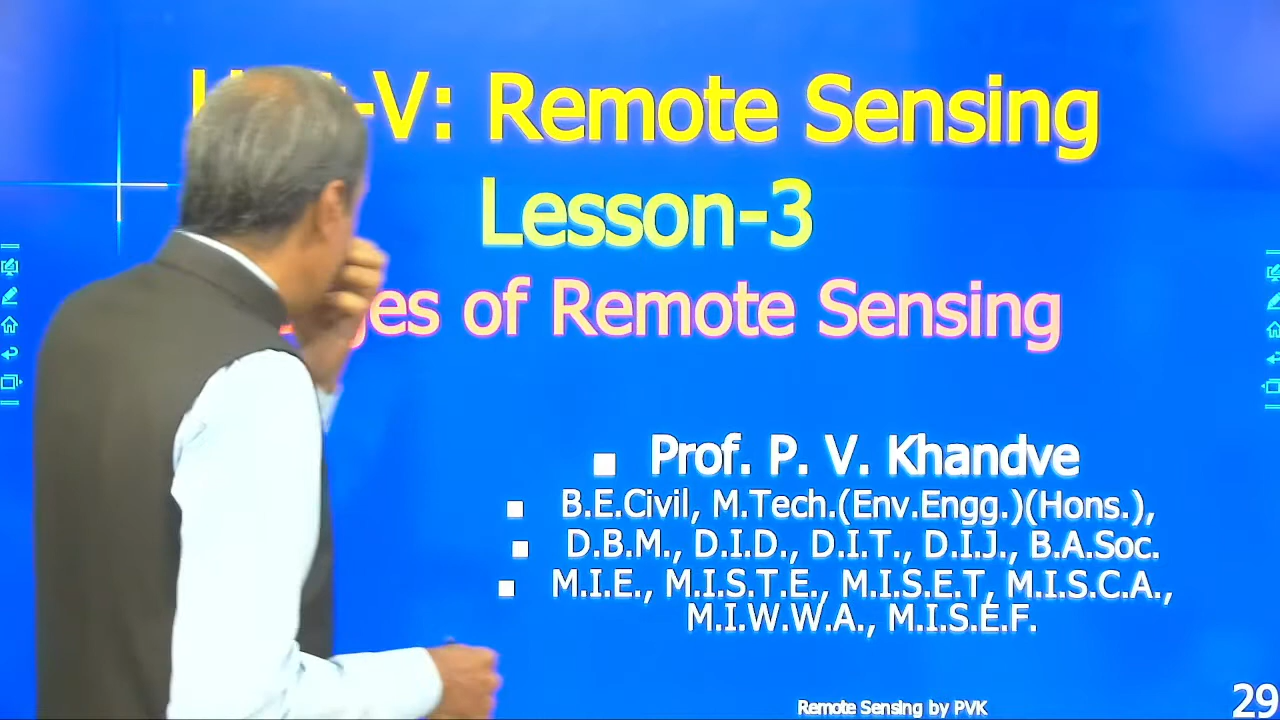 -V: Remote Sensing
Lesson-3
of Remote Sensing
Prof. P. V. Khandve
B.E.Civil, M.Tech.(Env.Engg.)(Hons.),
D.B.M., D.I.D., D.I.T., D.I.J., B.A.Soc.
M.I.E., M.I.S.T.E., M.I.S.E.T, M.I.S.C.A.,
M.I.W.W.A., M.I.S.E.F.
Remote Sensing by PVK
29